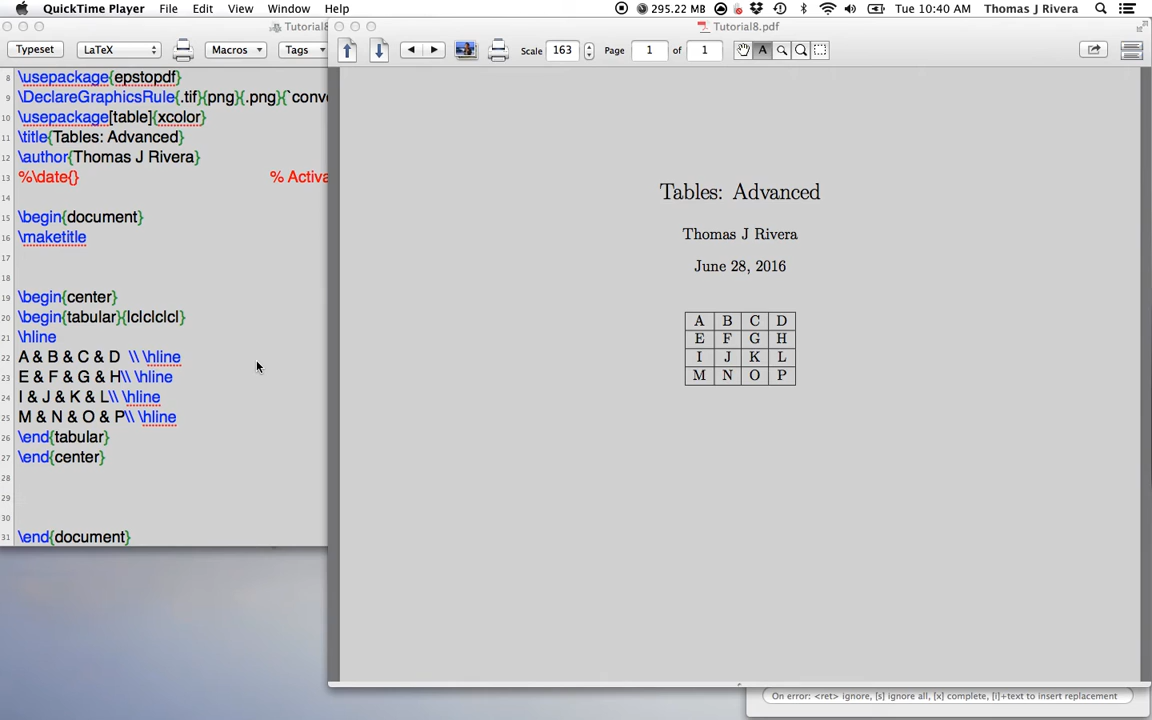 QuickTime Player File Edit View Window Help 295.22 MB Tue 10:40 AM Thomas J Rivera
Tutorial8
Typeset LaTeX Macros Tags
8 \usepackage{epstopdf}
9 \DeclareGraphicsRule{.tif}{png}{.png}{`conve
10 \usepackage[table]{xcolor}
11 \title{Tables: Advanced}
12 \author{Thomas J Rivera}
13 %\date{} % Activa
14
15 \begin{document}
16 \maketitle
17
18
19 \begin{center}
20 \begin{tabular}{|c|c|c|c|}
21 \hline
22 A & B & C & D \\ \hline
23 E & F & G & H\\ \hline
24 I & J & K & L\\ \hline
25 M & N & O & P\\ \hline
26 \end{tabular}
27 \end{center}
28
29
30
31 \end{document}
Tutorial8.pdf
Scale 163 Page 1 of 1
Tables: Advanced
Thomas J Rivera
June 28, 2016
A B C D
E F G H
I J K L
M N O P
On error: <ret> ignore, [s] ignore all, [x] complete, [i]+text to insert replacement